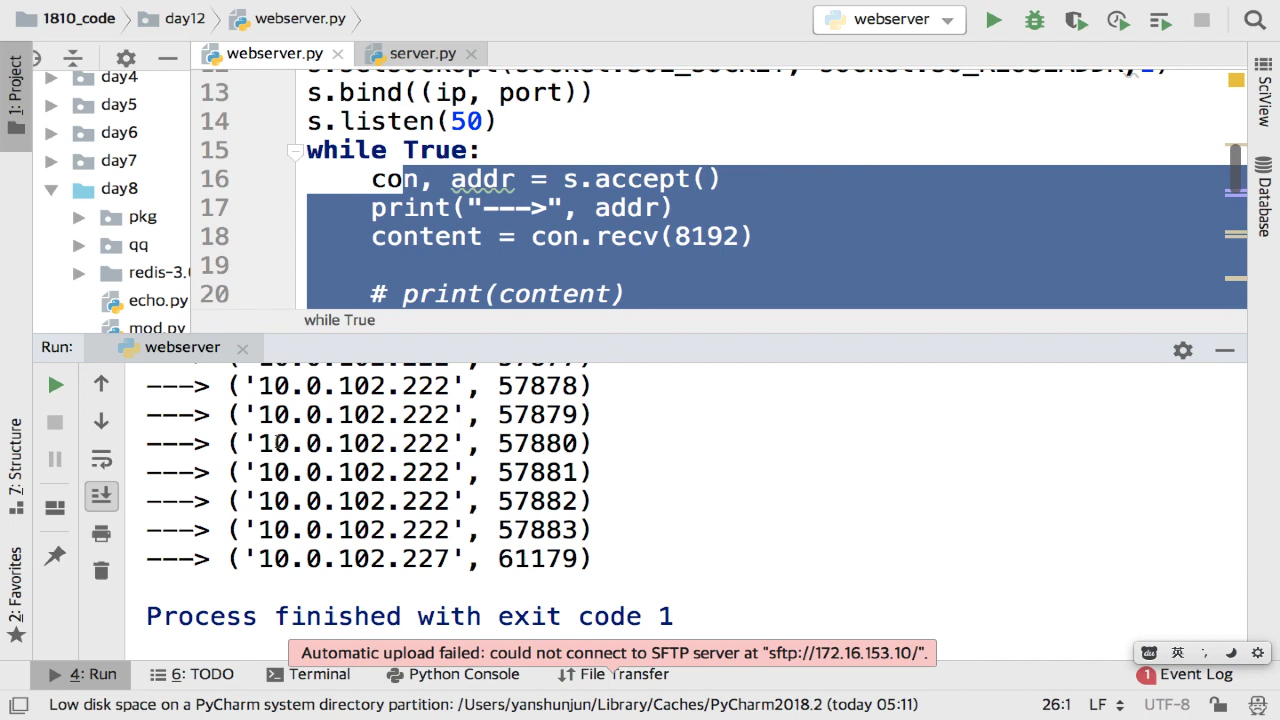 1810_code day12 webserver.py webserver
1: Project
webserver.py server.py
day4
day5
day6
day7
day8
pkg
qq
redis-3.
echo.py
mod.py
13 s.bind((ip, port))
14 s.listen(50)
15 while True:
16 con, addr = s.accept()
17 print("--->", addr)
18 content = con.recv(8192)
19
20 # print(content)
while True
SciView
Database
Run: webserver
---> ('10.0.102.222', 57877)
---> ('10.0.102.222', 57878)
---> ('10.0.102.222', 57879)
---> ('10.0.102.222', 57880)
---> ('10.0.102.222', 57881)
---> ('10.0.102.222', 57882)
---> ('10.0.102.222', 57883)
---> ('10.0.102.227', 61179)
Process finished with exit code 1
7: Structure
2: Favorites
Automatic upload failed: could not connect to SFTP server at "sftp://172.16.153.10/".
英
4: Run 6: TODO Terminal Python Console File Transfer 1 Event Log
Low disk space on a PyCharm system directory partition: /Users/yanshunjun/Library/Caches/PyCharm2018.2 (today 05:11) 26:1 LF UTF-8